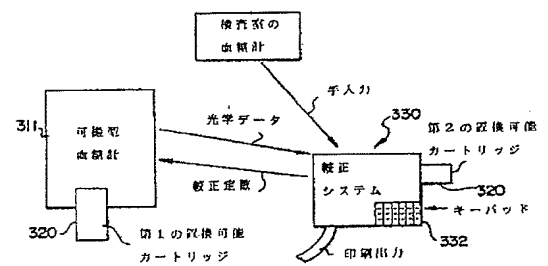 検査室の
血糖計
手入力
330
311
可搬型
血糖計
光学データ
較正定数
第2の置換可能
カートリッジ
較正
システム
320
キーパッド
332
320
第1の置換可能
カートリッジ
印刷出力